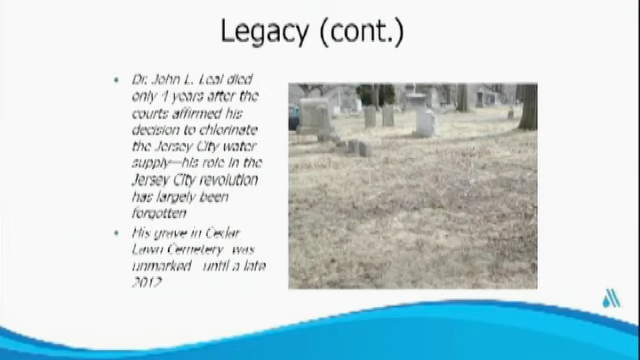 Legacy (cont.)
• Dr. John L. Leal died
only 4 years after the
courts affirmed his
decision to chlorinate
the Jersey City water
supply—his role in the
Jersey City revolution
has largely been
forgotten
• His grave in Cedar
Lawn Cemetery was
unmarked until a late
2012